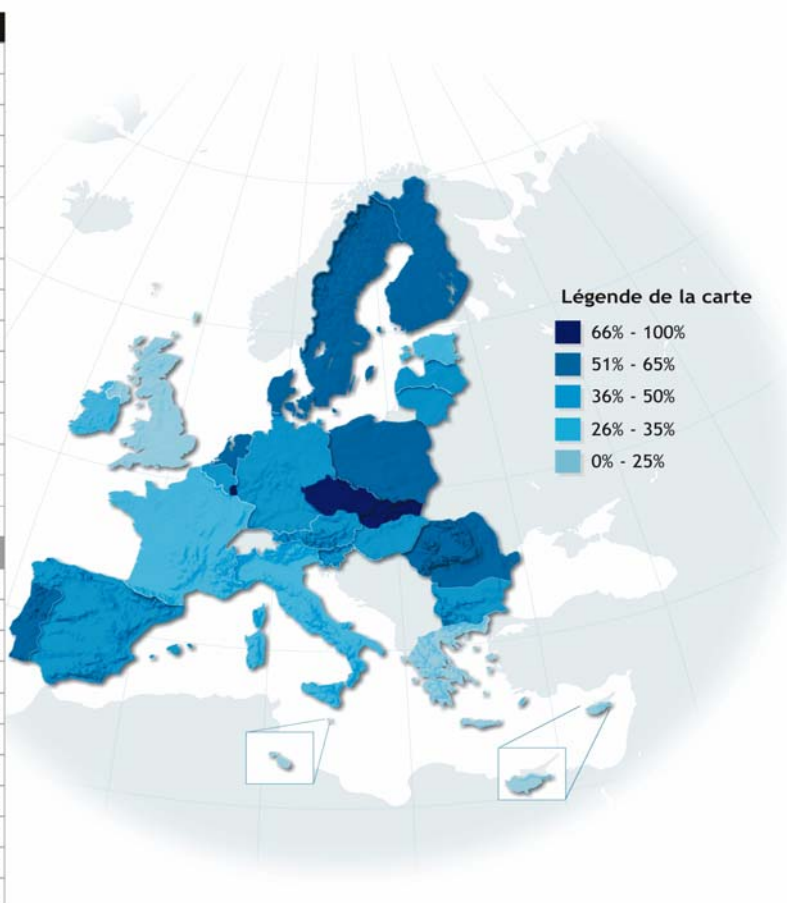 Légende de la carte
66% - 100%
51% - 65%
36% - 50%
26% - 35%
0% - 25%